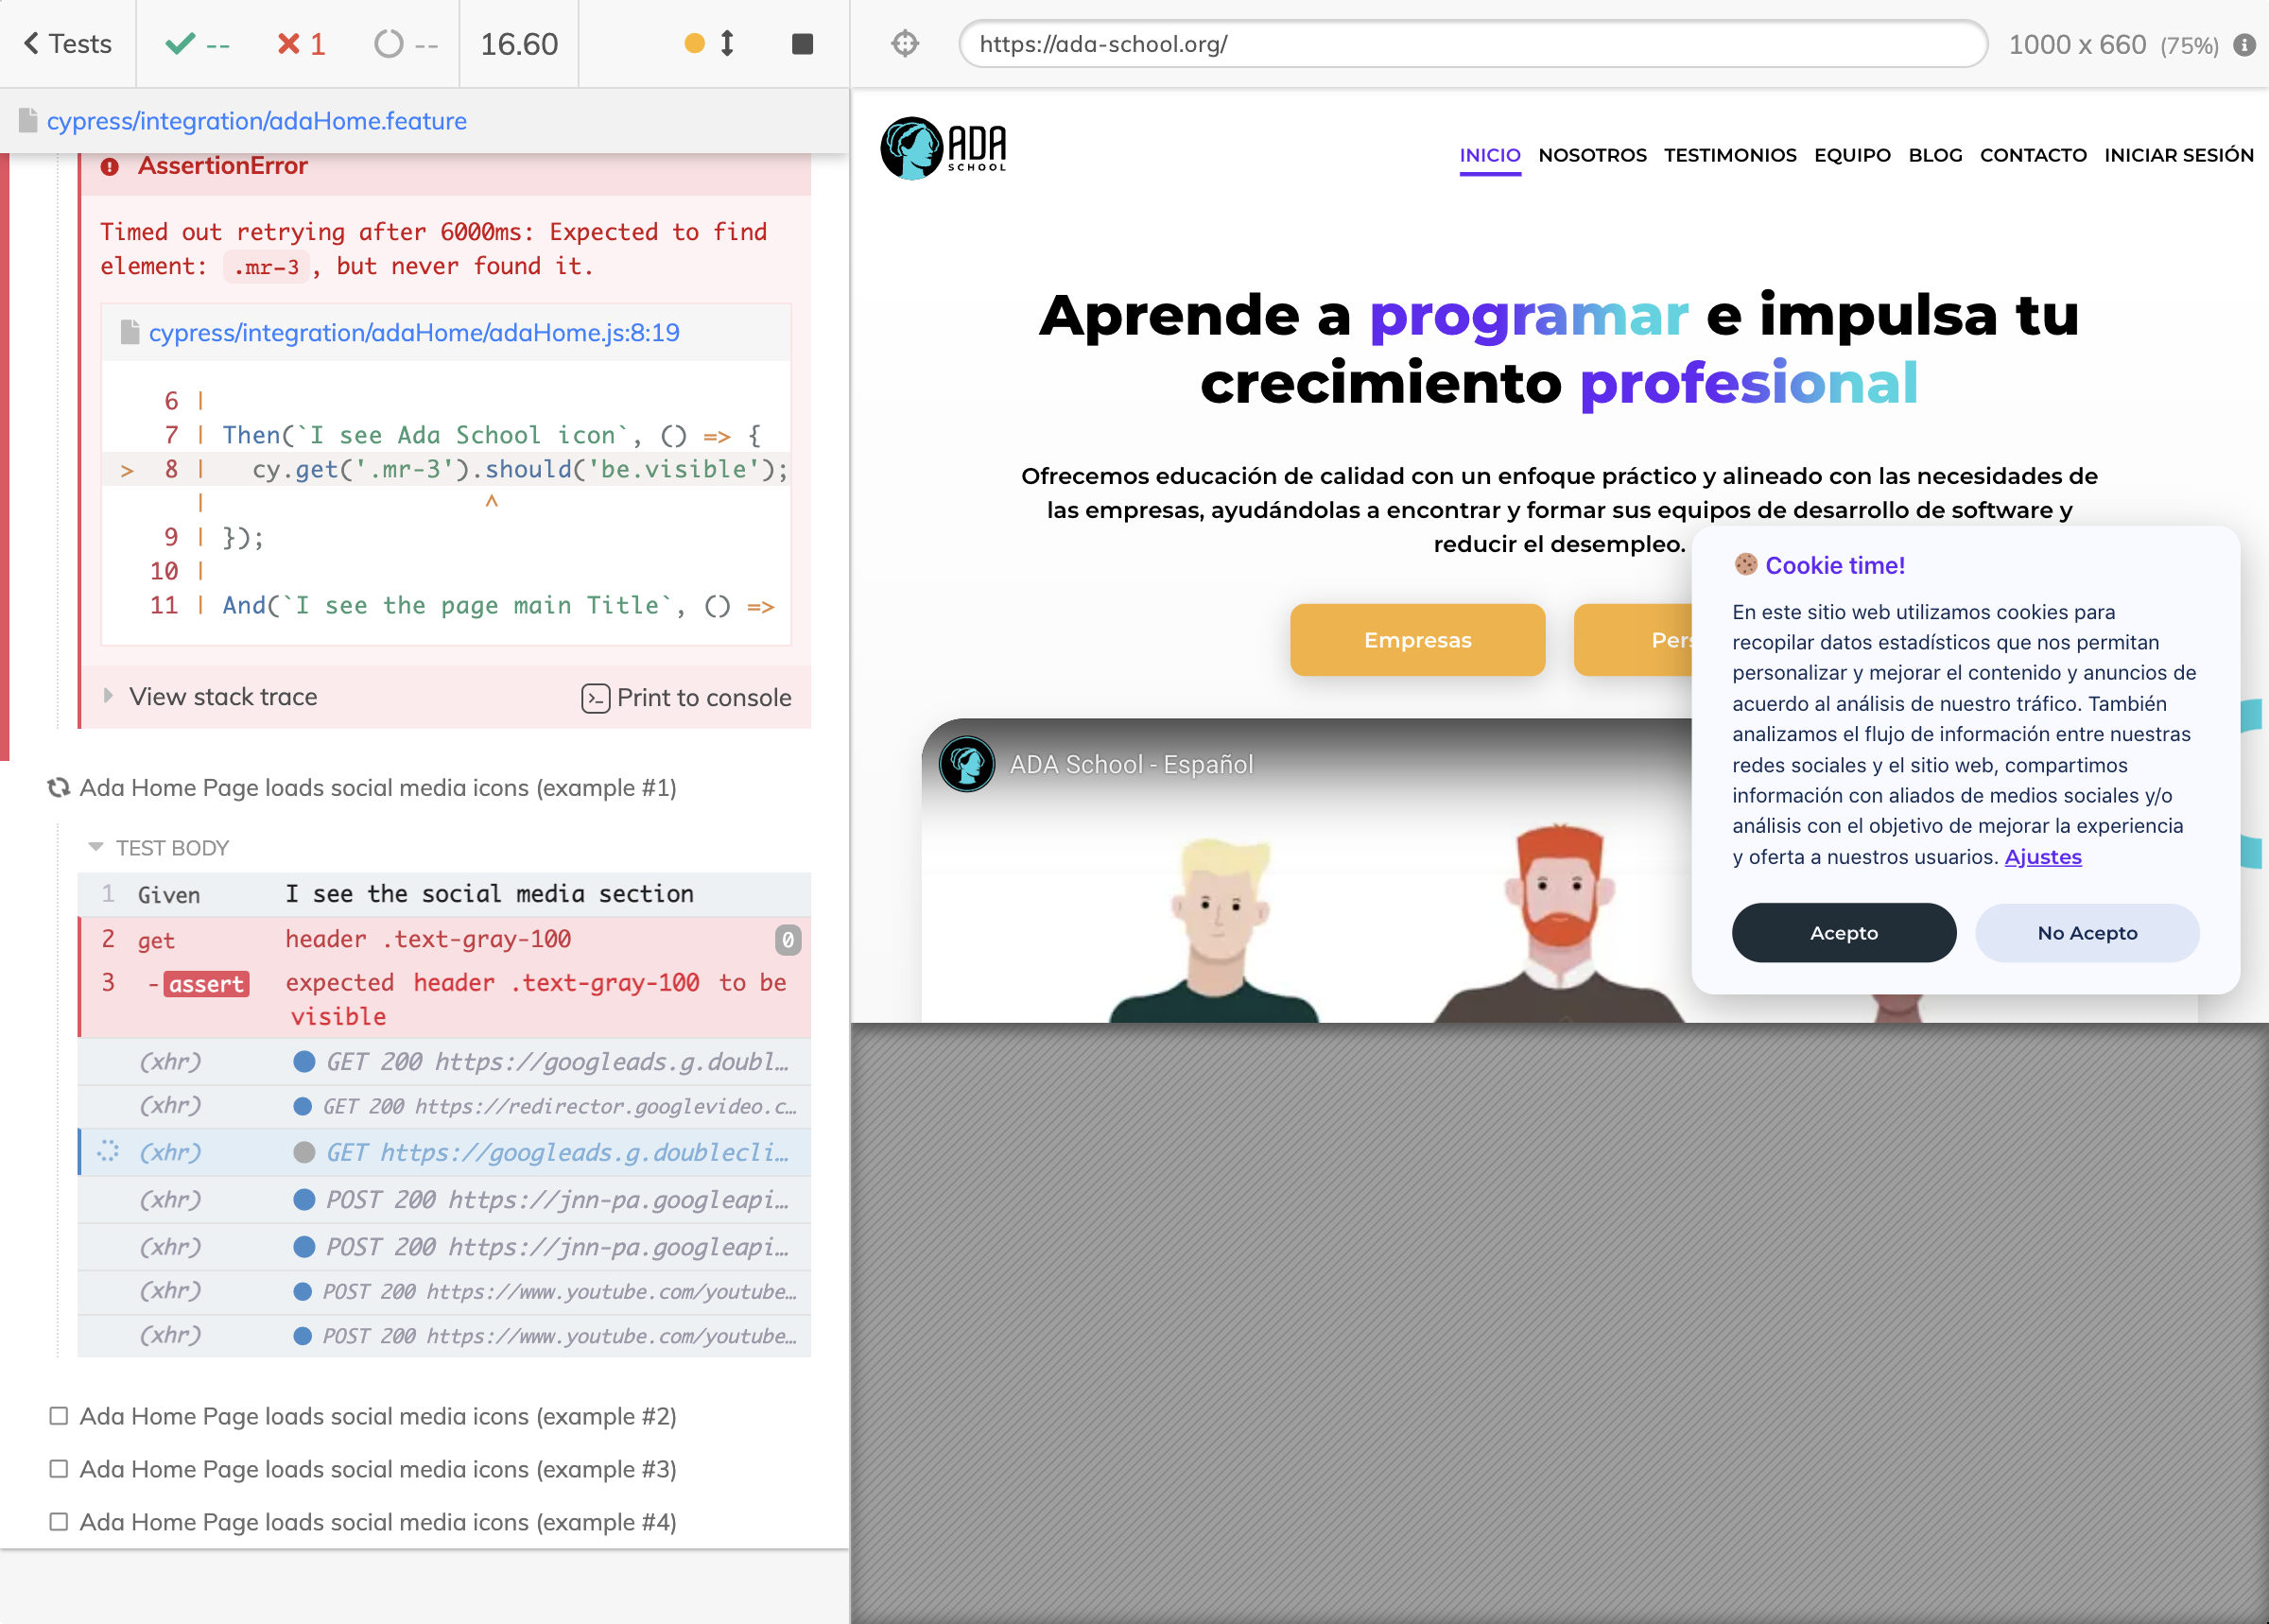 Tests
--
1
--
16.60
https://ada-school.org/
1000 x 660 (75%)
cypress/integration/adaHome.feature
AssertionError
Timed out retrying after 6000ms: Expected to find
element: .mr-3, but never found it.
cypress/integration/adaHome/adaHome.js:8:19
6 |
7 | Then(`I see Ada School icon`, () => {
> 8 |   cy.get('.mr-3').should('be.visible');
|                   ^
9 | });
10 |
11 | And(`I see the page main Title`, () =>
View stack trace
Print to console
Ada Home Page loads social media icons (example #1)
TEST BODY
1 Given I see the social media section
2 get header .text-gray-100 0
3 -assert expected header .text-gray-100 to be
visible
(xhr) GET 200 https://googleads.g.doubl…
(xhr) GET 200 https://redirector.googlevideo.c…
(xhr) GET https://googleads.g.doublecli…
(xhr) POST 200 https://jnn-pa.googleapi…
(xhr) POST 200 https://jnn-pa.googleapi…
(xhr) POST 200 https://www.youtube.com/youtube…
(xhr) POST 200 https://www.youtube.com/youtube…
Ada Home Page loads social media icons (example #2)
Ada Home Page loads social media icons (example #3)
Ada Home Page loads social media icons (example #4)
ADA
SCHOOL
INICIO NOSOTROS TESTIMONIOS EQUIPO BLOG CONTACTO INICIAR SESIÓN
Aprende a programar e impulsa tu
crecimiento profesional
Ofrecemos educación de calidad con un enfoque práctico y alineado con las necesidades de
las empresas, ayudándolas a encontrar y formar sus equipos de desarrollo de software y
reducir el desempleo.
Empresas
Pers
ADA School - Español
Cookie time!
En este sitio web utilizamos cookies para
recopilar datos estadísticos que nos permitan
personalizar y mejorar el contenido y anuncios de
acuerdo al análisis de nuestro tráfico. También
analizamos el flujo de información entre nuestras
redes sociales y el sitio web, compartimos
información con aliados de medios sociales y/o
análisis con el objetivo de mejorar la experiencia
y oferta a nuestros usuarios. Ajustes
Acepto
No Acepto